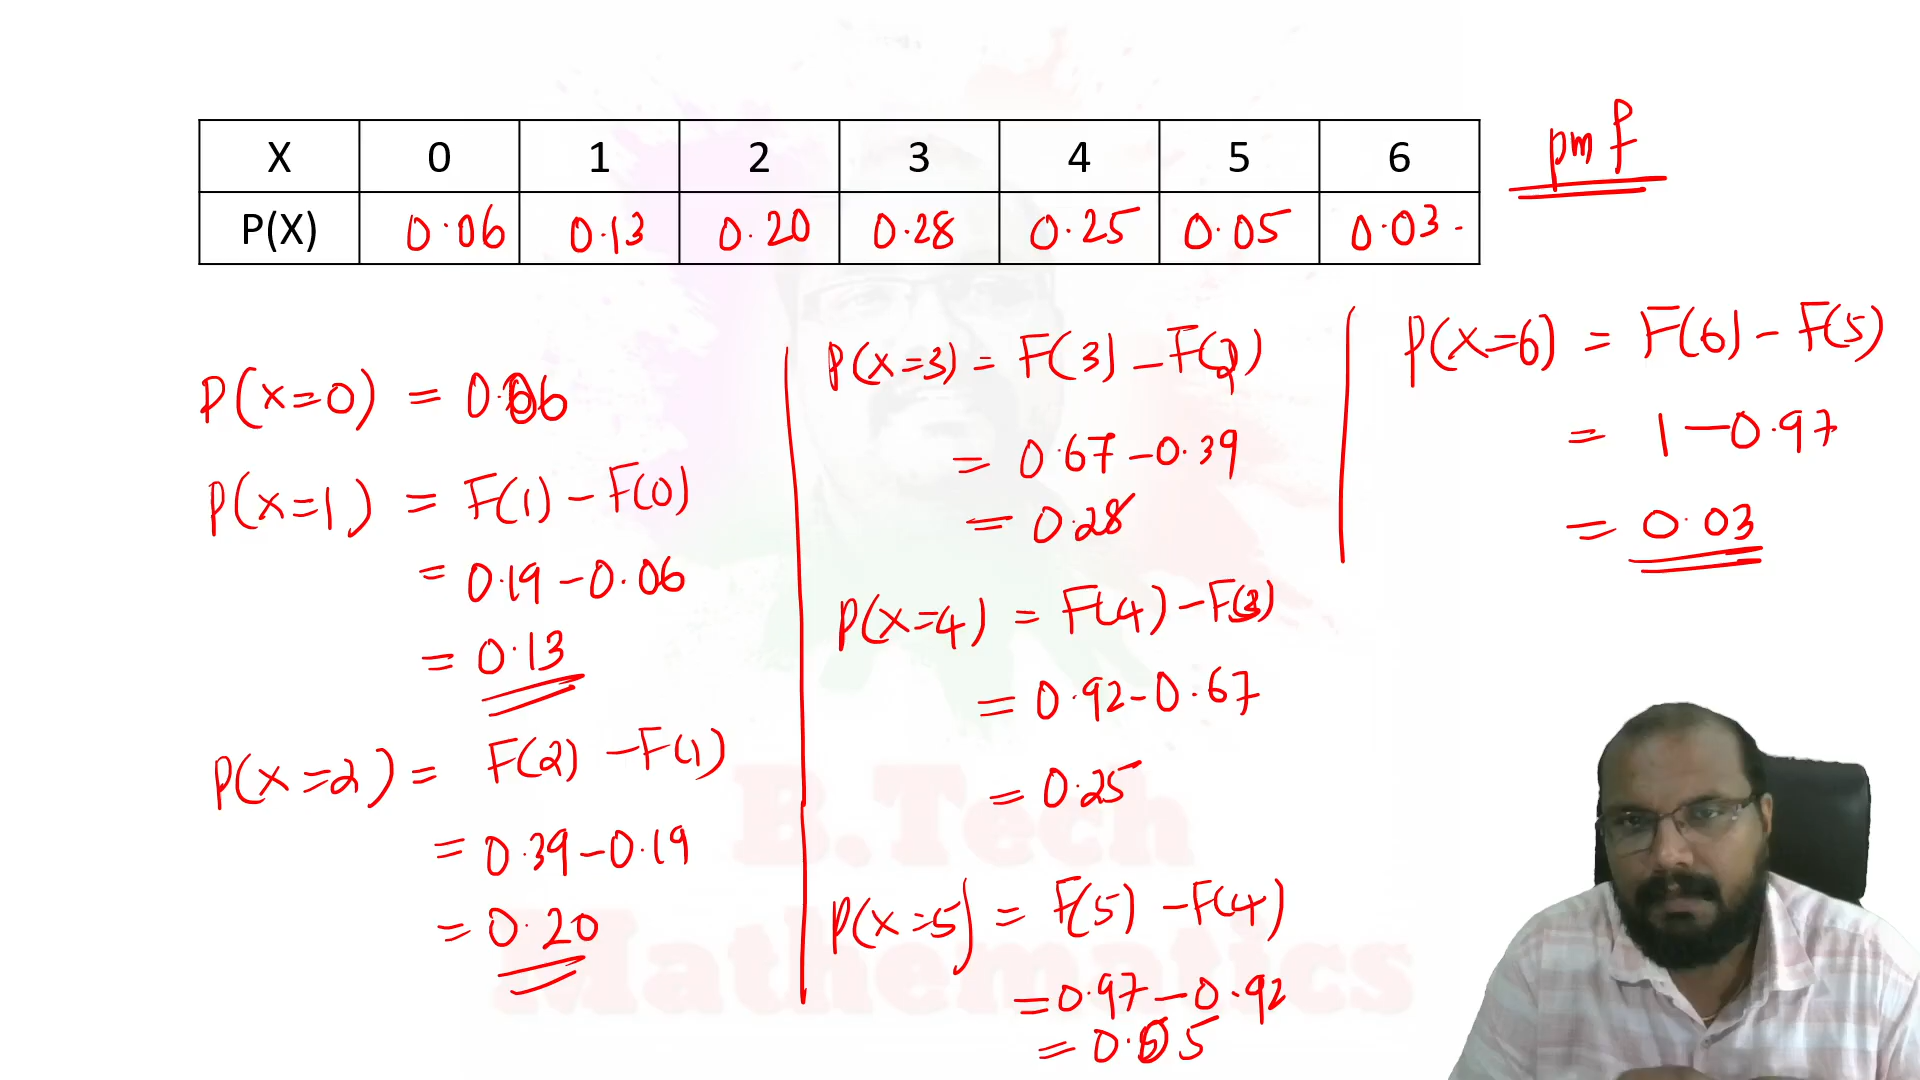 X 0 1 2 3 4 5 6
P(X) 0.06 0.13 0.20 0.28 0.25 0.05 0.03.
pmf
P(X=0) = 0.06
P(X=1) = F(1) - F(0)
= 0.19 - 0.06
= 0.13
P(X=2) = F(2) - F(1)
= 0.39 - 0.19
= 0.20
P(X=3) = F(3) - F(2)
= 0.67 - 0.39
= 0.28
P(X=4) = F(4) - F(3)
= 0.92 - 0.67
= 0.25
P(X=5) = F(5) - F(4)
= 0.97 - 0.92
= 0.05
P(X=6) = F(6) - F(5)
= 1 - 0.97
= 0.03
B.Tech
Mathematics